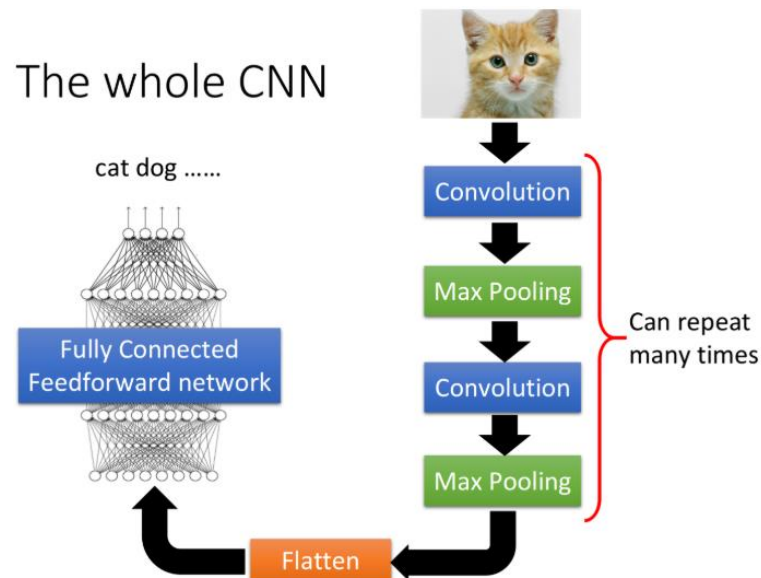 The whole CNN
cat dog ......
Convolution
Max Pooling
Convolution
Max Pooling
Can repeat
many times
Flatten
Fully Connected
Feedforward network